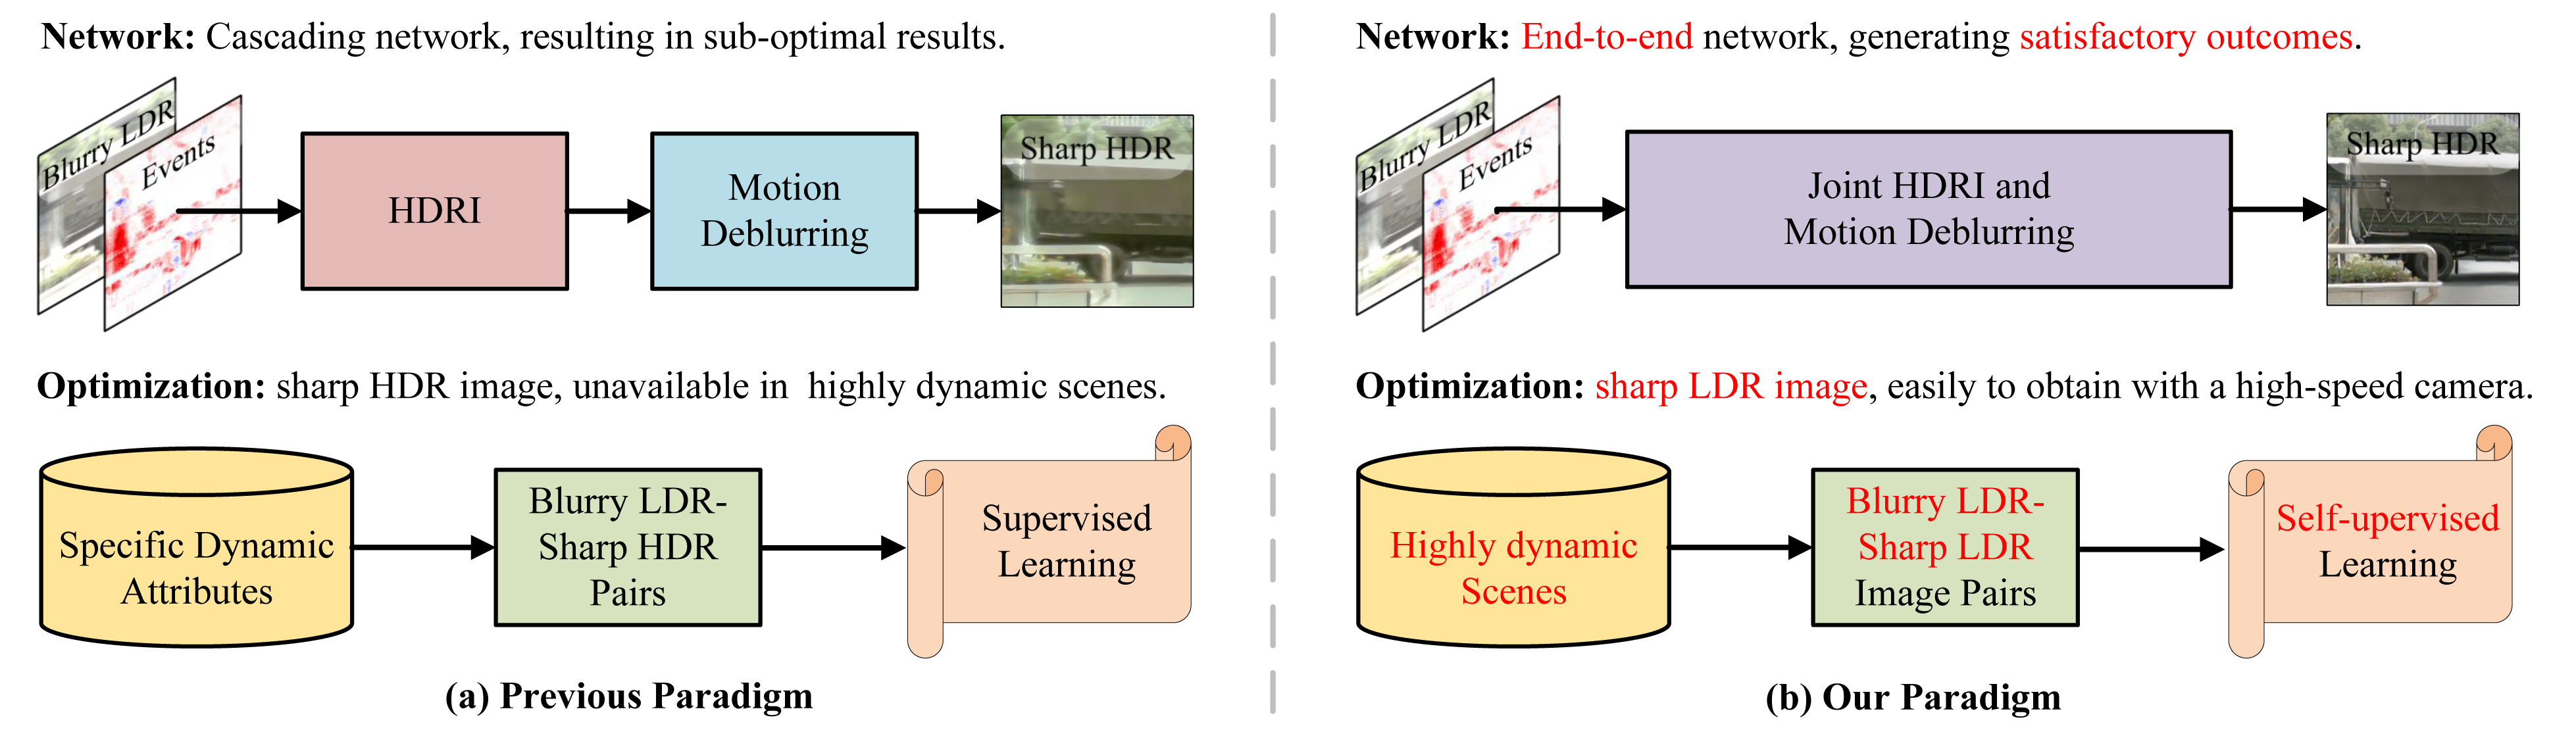 Network: Cascading network, resulting in sub-optimal results.
Blurry LDR
Events
HDRI
Motion
Deblurring
Sharp HDR
Optimization: sharp HDR image, unavailable in highly dynamic scenes.
Specific Dynamic
Attributes
Blurry LDR-
Sharp HDR
Pairs
Supervised
Learning
(a) Previous Paradigm
Network: End-to-end network, generating satisfactory outcomes.
Blurry LDR
Events
Joint HDRI and
Motion Deblurring
Sharp HDR
Optimization: sharp LDR image, easily to obtain with a high-speed camera.
Highly dynamic
Scenes
Blurry LDR-
Sharp LDR
Image Pairs
Self-upervised
Learning
(b) Our Paradigm